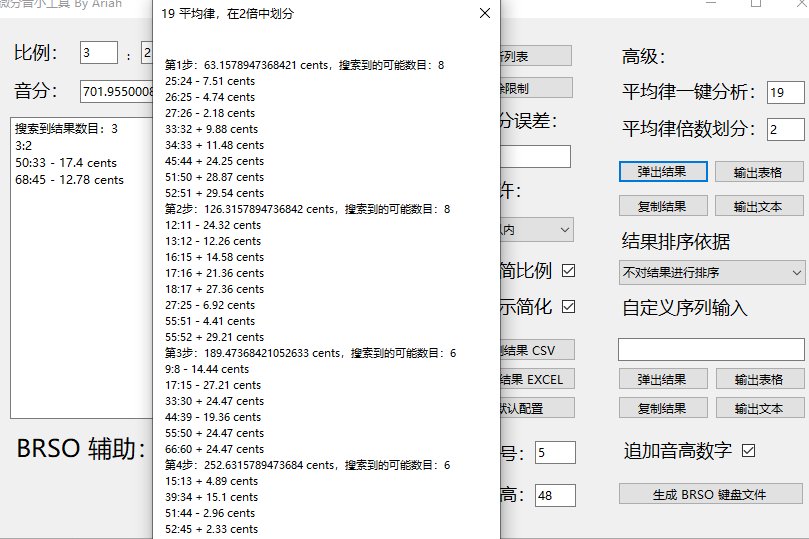 微分音小工具 By Ariah
比例：
3
：
2
音分：
701.9550008
搜索到结果数目：3
3:2
50:33 - 17.4 cents
68:45 - 12.78 cents
BRSO 辅助：
19 平均律，在2倍中划分
第1步：63.1578947368421 cents，搜索到的可能数目：8
25:24 - 7.51 cents
26:25 - 4.74 cents
27:26 - 2.18 cents
33:32 + 9.88 cents
34:33 + 11.48 cents
45:44 + 24.25 cents
51:50 + 28.87 cents
52:51 + 29.54 cents
第2步：126.3157894736842 cents，搜索到的可能数目：8
12:11 - 24.32 cents
13:12 - 12.26 cents
16:15 + 14.58 cents
17:16 + 21.36 cents
18:17 + 27.36 cents
27:25 - 6.92 cents
55:51 - 4.41 cents
55:52 + 29.21 cents
第3步：189.47368421052633 cents，搜索到的可能数目：6
9:8 - 14.44 cents
17:15 - 27.21 cents
33:30 + 24.47 cents
44:39 - 19.36 cents
55:50 + 24.47 cents
66:60 + 24.47 cents
第4步：252.6315789473684 cents，搜索到的可能数目：6
15:13 + 4.89 cents
39:34 + 15.1 cents
51:44 - 2.96 cents
52:45 + 2.33 cents
列表
限制
分误差：
许：
内
简比例
示简化
结果 CSV
结果 EXCEL
默认配置
号：
5
高：
48
高级：
平均律一键分析：
19
平均律倍数划分：
2
弹出结果
输出表格
复制结果
输出文本
结果排序依据
不对结果进行排序
自定义序列输入
弹出结果
输出表格
复制结果
输出文本
追加音高数字
生成 BRSO 键盘文件